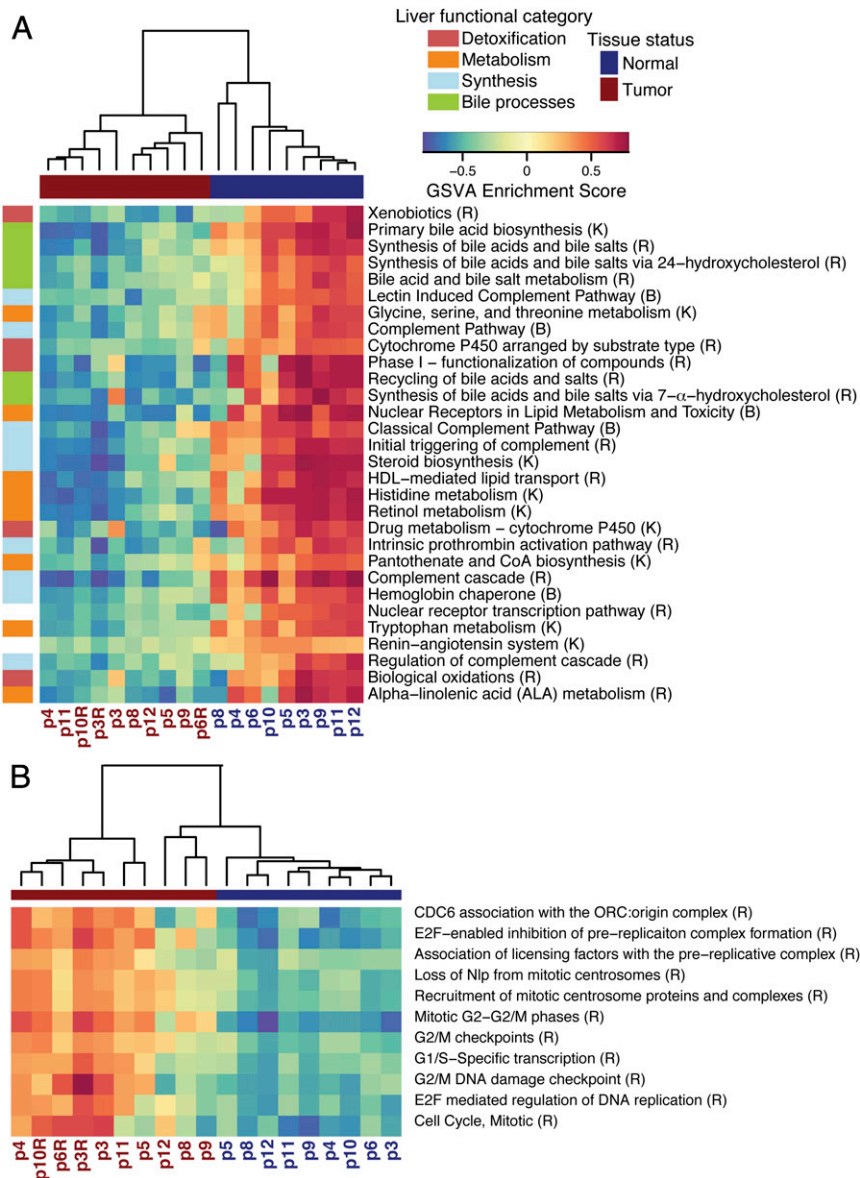 A
Liver functional category
Detoxification
Metabolism
Synthesis
Bile processes
Tissue status
Normal
Tumor
−0.5 0 0.5
GSVA Enrichment Score
Xenobiotics (R)
Primary bile acid biosynthesis (K)
Synthesis of bile acids and bile salts (R)
Synthesis of bile acids and bile salts via 24−hydroxycholesterol (R)
Bile acid and bile salt metabolism (R)
Lectin Induced Complement Pathway (B)
Glycine, serine, and threonine metabolism (K)
Complement Pathway (B)
Cytochrome P450 arranged by substrate type (R)
Phase I − functionalization of compounds (R)
Recycling of bile acids and salts (R)
Synthesis of bile acids and bile salts via 7−α−hydroxycholesterol (R)
Nuclear Receptors in Lipid Metabolism and Toxicity (B)
Classical Complement Pathway (B)
Initial triggering of complement (R)
Steroid biosynthesis (K)
HDL−mediated lipid transport (R)
Histidine metabolism (K)
Retinol metabolism (K)
Drug metabolism − cytochrome P450 (K)
Intrinsic prothrombin activation pathway (R)
Pantothenate and CoA biosynthesis (K)
Complement cascade (R)
Hemoglobin chaperone (B)
Nuclear receptor transcription pathway (R)
Tryptophan metabolism (K)
Renin−angiotensin system (K)
Regulation of complement cascade (R)
Biological oxidations (R)
Alpha−linolenic acid (ALA) metabolism (R)
p4 p11 p10R p3R p3 p8 p12 p5 p9 p6R p8 p4 p6 p10 p5 p3 p9 p11 p12
B
CDC6 association with the ORC:origin complex (R)
E2F−enabled inhibition of pre−replicaiton complex formation (R)
Association of licensing factors with the pre−replicative complex (R)
Loss of Nlp from mitotic centrosomes (R)
Recruitment of mitotic centrosome proteins and complexes (R)
Mitotic G2−G2/M phases (R)
G2/M checkpoints (R)
G1/S−Specific transcription (R)
G2/M DNA damage checkpoint (R)
E2F mediated regulation of DNA replication (R)
Cell Cycle, Mitotic (R)
p4 p10R p6R p3R p3 p11 p5 p12 p8 p9 p5 p8 p12 p11 p9 p4 p10 p6 p3